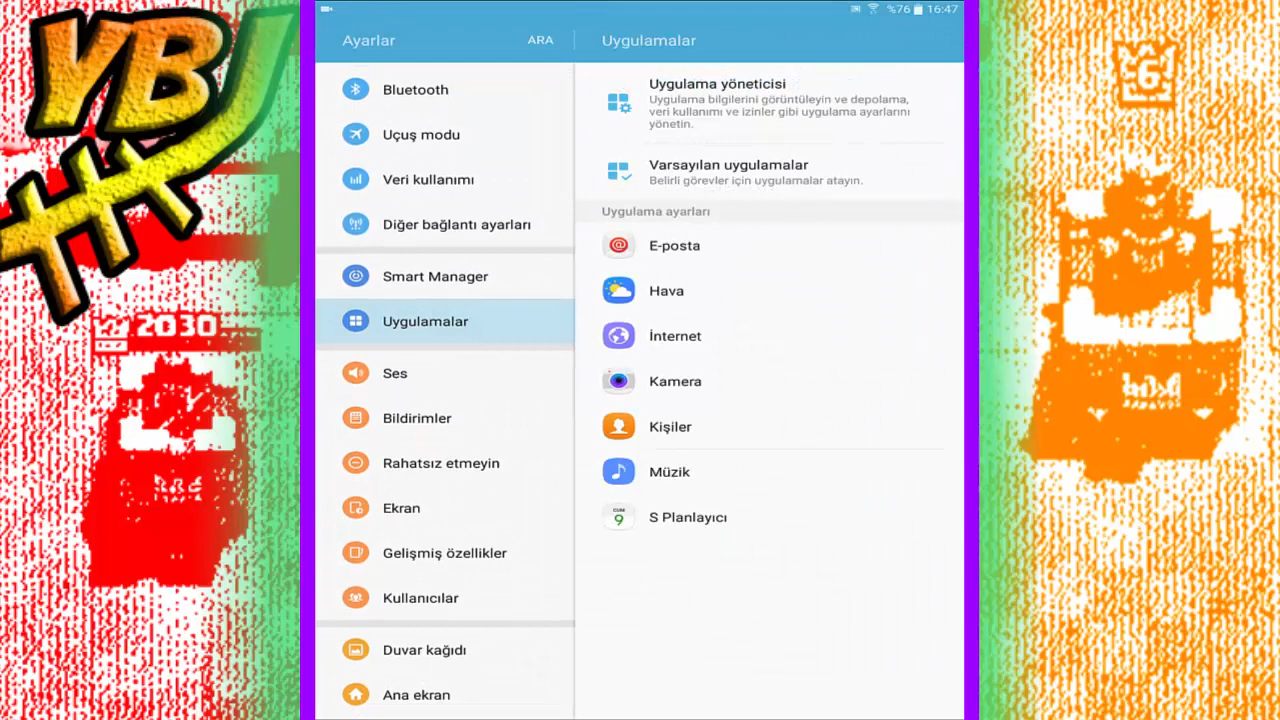 YBJ
6
2030
%76 16:47
Ayarlar
ARA
Uygulamalar
Bluetooth
Uçuş modu
Veri kullanımı
Diğer bağlantı ayarları
Smart Manager
Uygulamalar
Ses
Bildirimler
Rahatsız etmeyin
Ekran
Gelişmiş özellikler
Kullanıcılar
Duvar kağıdı
Ana ekran
Uygulama yöneticisi
Uygulama bilgilerini görüntüleyin ve depolama,
veri kullanımı ve izinler gibi uygulama ayarlarını
yönetin.
Varsayılan uygulamalar
Belirli görevler için uygulamalar atayın.
Uygulama ayarları
E-posta
Hava
İnternet
Kamera
Kişiler
Müzik
CUM
9
S Planlayıcı